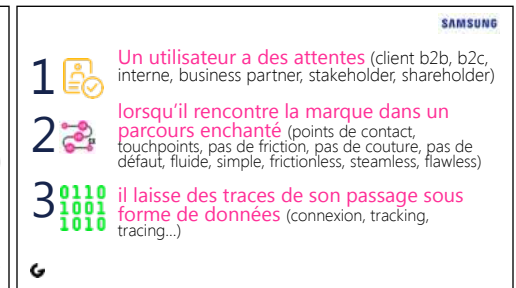 SAMSUNG
1
Un utilisateur a des attentes (client b2b, b2c,
interne, business partner, stakeholder, shareholder)
2
lorsqu'il rencontre la marque dans un
parcours enchanté (points de contact,
touchpoints, pas de friction, pas de couture, pas de
défaut, fluide, simple, frictionless, steamless, flawless)
3
0110
1001
1010
il laisse des traces de son passage sous
forme de données (connexion, tracking,
tracing...)
G